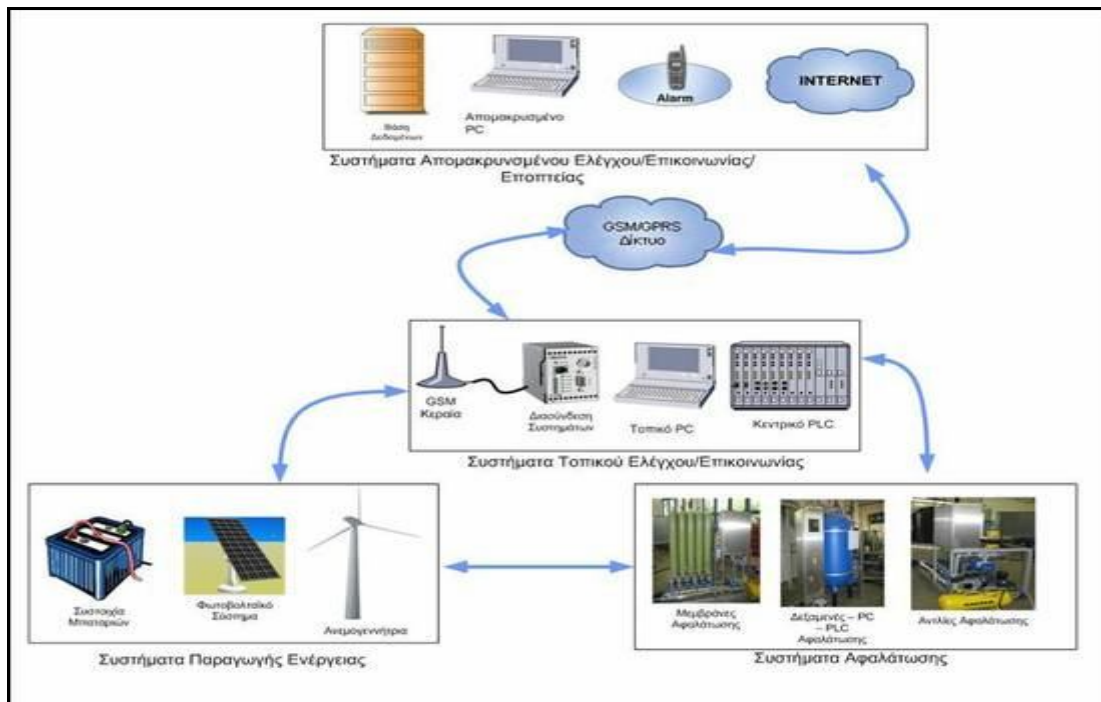 Βάση
Δεδομένων
Απομακρυσμένο
PC
Alarm
INTERNET
Συστήματα Απομακρυνσμένου Ελέγχου/Επικοινωνίας/
Εποπτείας
GSM/GPRS
Δίκτυο
GSM
Κεραία
Διασύνδεση
Συστημάτων
Τοπικό PC
Κεντρικό PLC
Συστήματα Τοπικού Ελέγχου/Επικοινωνίας
Συστοιχία
Μπαταριών
Φωτοβολταϊκό
Σύστημα
Ανεμογεννήτρια
Συστήματα Παραγωγής Ενέργειας
Μεμβράνες
Αφαλάτωσης
Δεξαμενές – PC
– PLC
Αφαλάτωσης
Αντλίες Αφαλάτωσης
Συστήματα Αφαλάτωσης